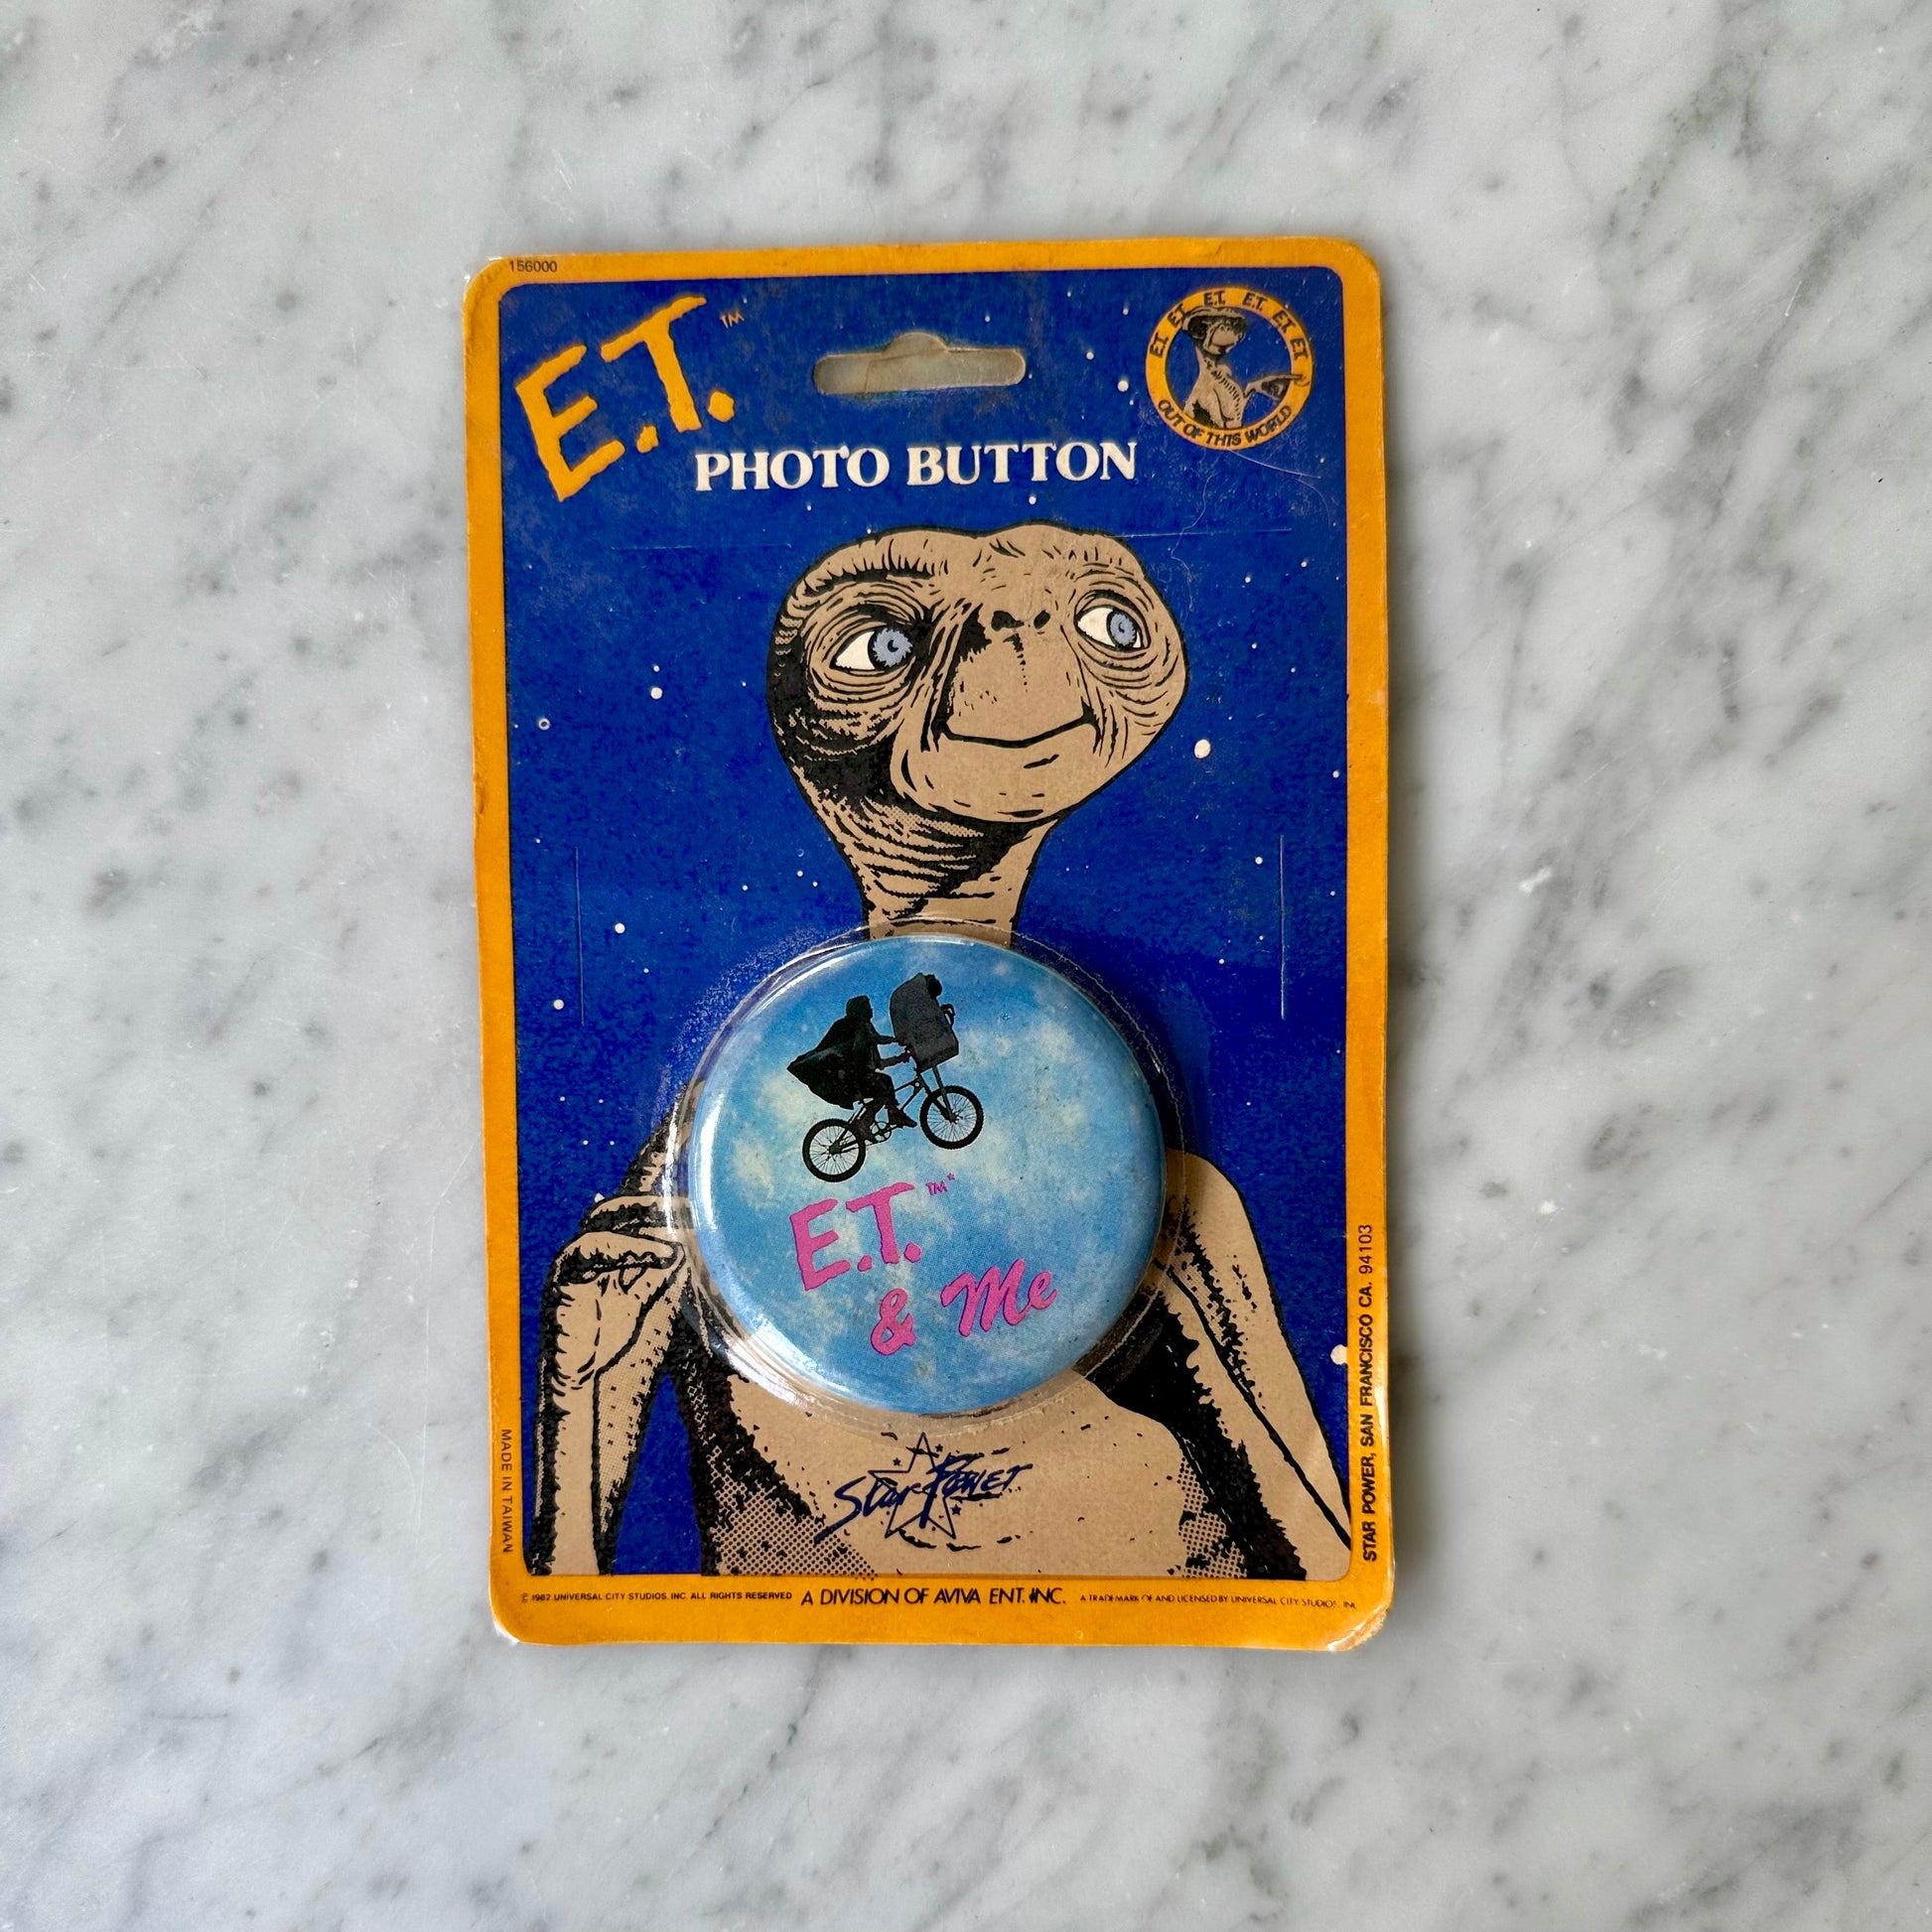 156000
E.T.™
E.T. E.T. E.T. E.T. E.T. E.T.
OUT OF THIS WORLD
PHOTO BUTTON
E.T.™*
& Me
Star Power
MADE IN TAIWAN
STAR POWER, SAN FRANCISCO CA. 94103
© 1982 UNIVERSAL CITY STUDIOS, INC. ALL RIGHTS RESERVED A DIVISION OF AVIVA ENT. INC. A TRADEMARK OF AND LICENSED BY UNIVERSAL CITY STUDIOS, INC.